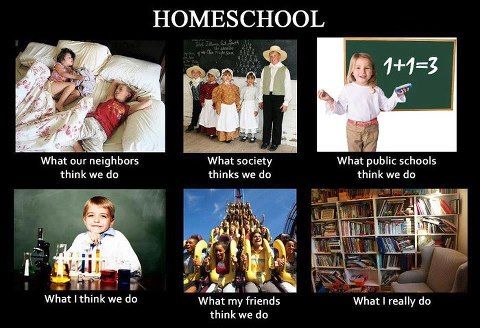 HOMESCHOOL
1+1=3
What our neighbors
think we do
What society
thinks we do
What public schools
think we do
What I think we do
What my friends
think we do
What I really do